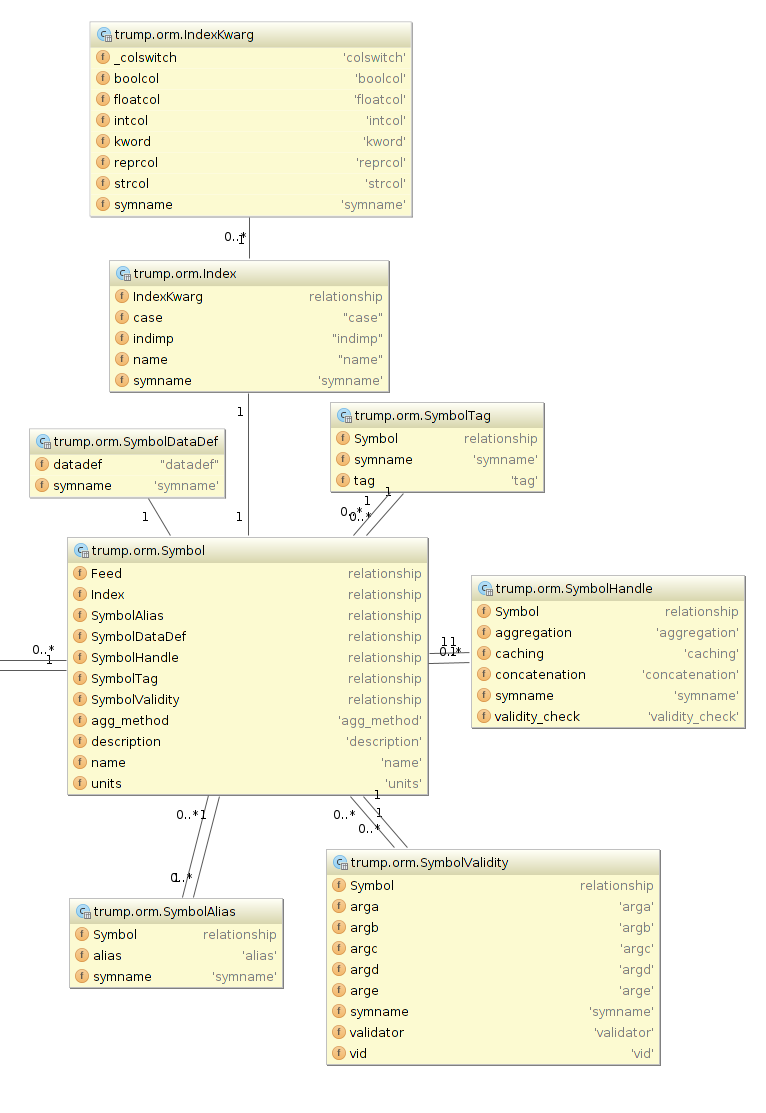 trump.orm.IndexKwarg
_colswitch 'colswitch'
boolcol 'boolcol'
floatcol 'floatcol'
intcol 'intcol'
kword 'kword'
reprcol 'reprcol'
strcol 'strcol'
symname 'symname'
0..*
1
trump.orm.Index
IndexKwarg relationship
case "case"
indimp "indimp"
name "name"
symname 'symname'
1
1
trump.orm.SymbolDataDef
datadef "datadef"
symname 'symname'
1
trump.orm.SymbolTag
Symbol relationship
symname 'symname'
tag 'tag'
1
1
0..*
0..*
trump.orm.Symbol
Feed relationship
Index relationship
SymbolAlias relationship
SymbolDataDef relationship
SymbolHandle relationship
SymbolTag relationship
SymbolValidity relationship
agg_method 'agg_method'
description 'description'
name 'name'
units 'units'
0..*
1
trump.orm.SymbolHandle
Symbol relationship
aggregation 'aggregation'
caching 'caching'
concatenation 'concatenation'
symname 'symname'
validity_check 'validity_check'
1 1
0..*
1
0..* 1
0..*
1
trump.orm.SymbolAlias
Symbol relationship
alias 'alias'
symname 'symname'
1
0..* 1
0..*
trump.orm.SymbolValidity
Symbol relationship
arga 'arga'
argb 'argb'
argc 'argc'
argd 'argd'
arge 'arge'
symname 'symname'
validator 'validator'
vid 'vid'